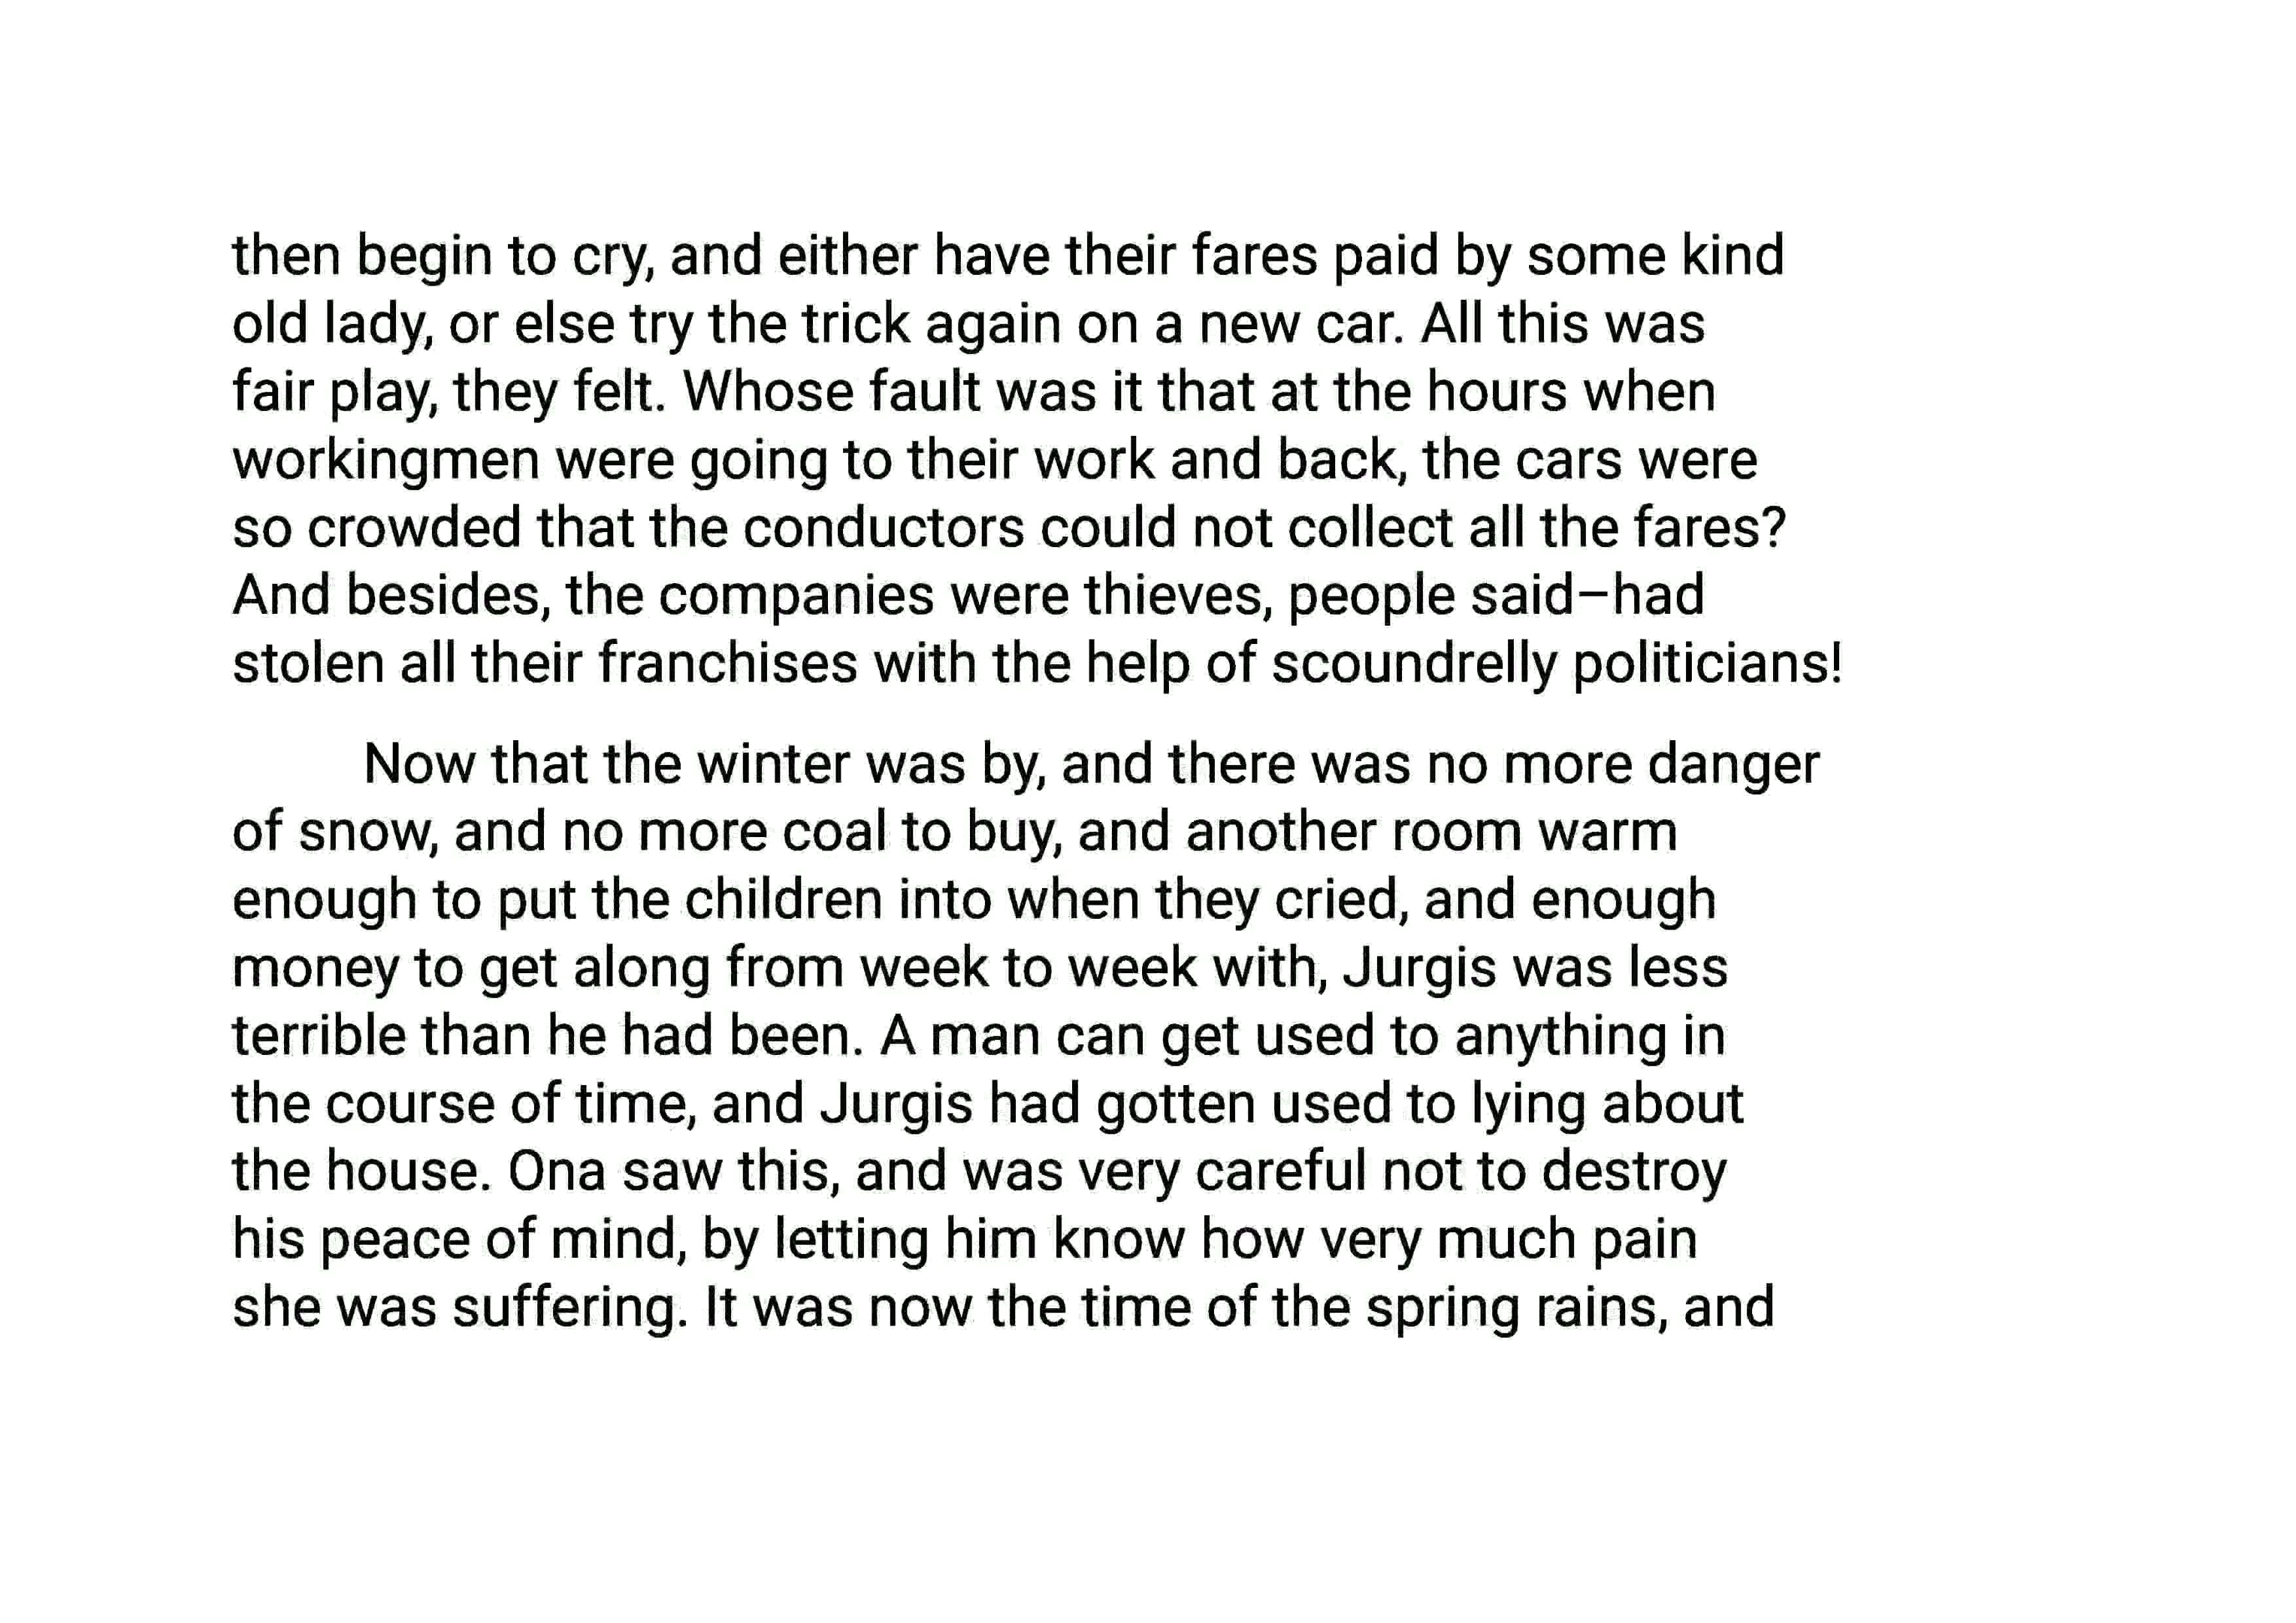 then begin to cry, and either have their fares paid by some kind
old lady, or else try the trick again on a new car. All this was
fair play, they felt. Whose fault was it that at the hours when
workingmen were going to their work and back, the cars were
so crowded that the conductors could not collect all the fares?
And besides, the companies were thieves, people said–had
stolen all their franchises with the help of scoundrelly politicians!
Now that the winter was by, and there was no more danger
of snow, and no more coal to buy, and another room warm
enough to put the children into when they cried, and enough
money to get along from week to week with, Jurgis was less
terrible than he had been. A man can get used to anything in
the course of time, and Jurgis had gotten used to lying about
the house. Ona saw this, and was very careful not to destroy
his peace of mind, by letting him know how very much pain
she was suffering. It was now the time of the spring rains, and